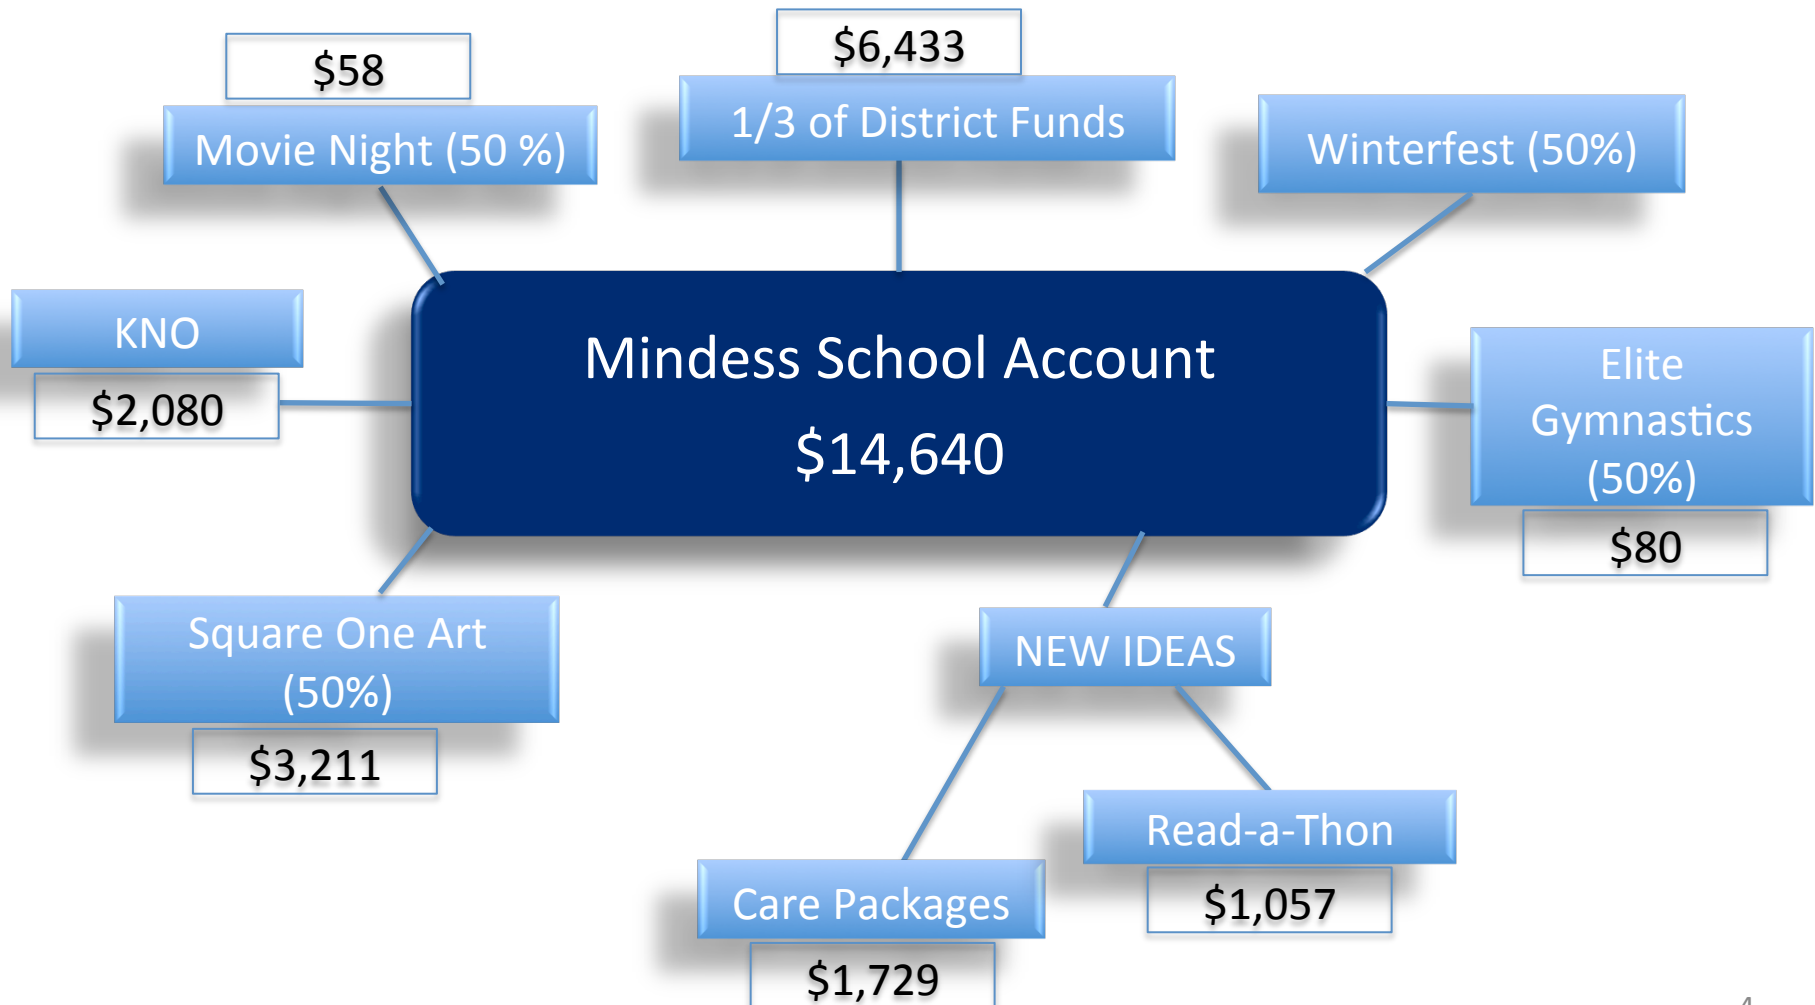 $58
Movie Night (50 %)
$6,433
1/3 of District Funds
Winterfest (50%)
KNO
$2,080
Mindess School Account
$14,640
Elite
Gymnastics
(50%)
$80
Square One Art
(50%)
$3,211
NEW IDEAS
Read-a-Thon
$1,057
Care Packages
$1,729
4